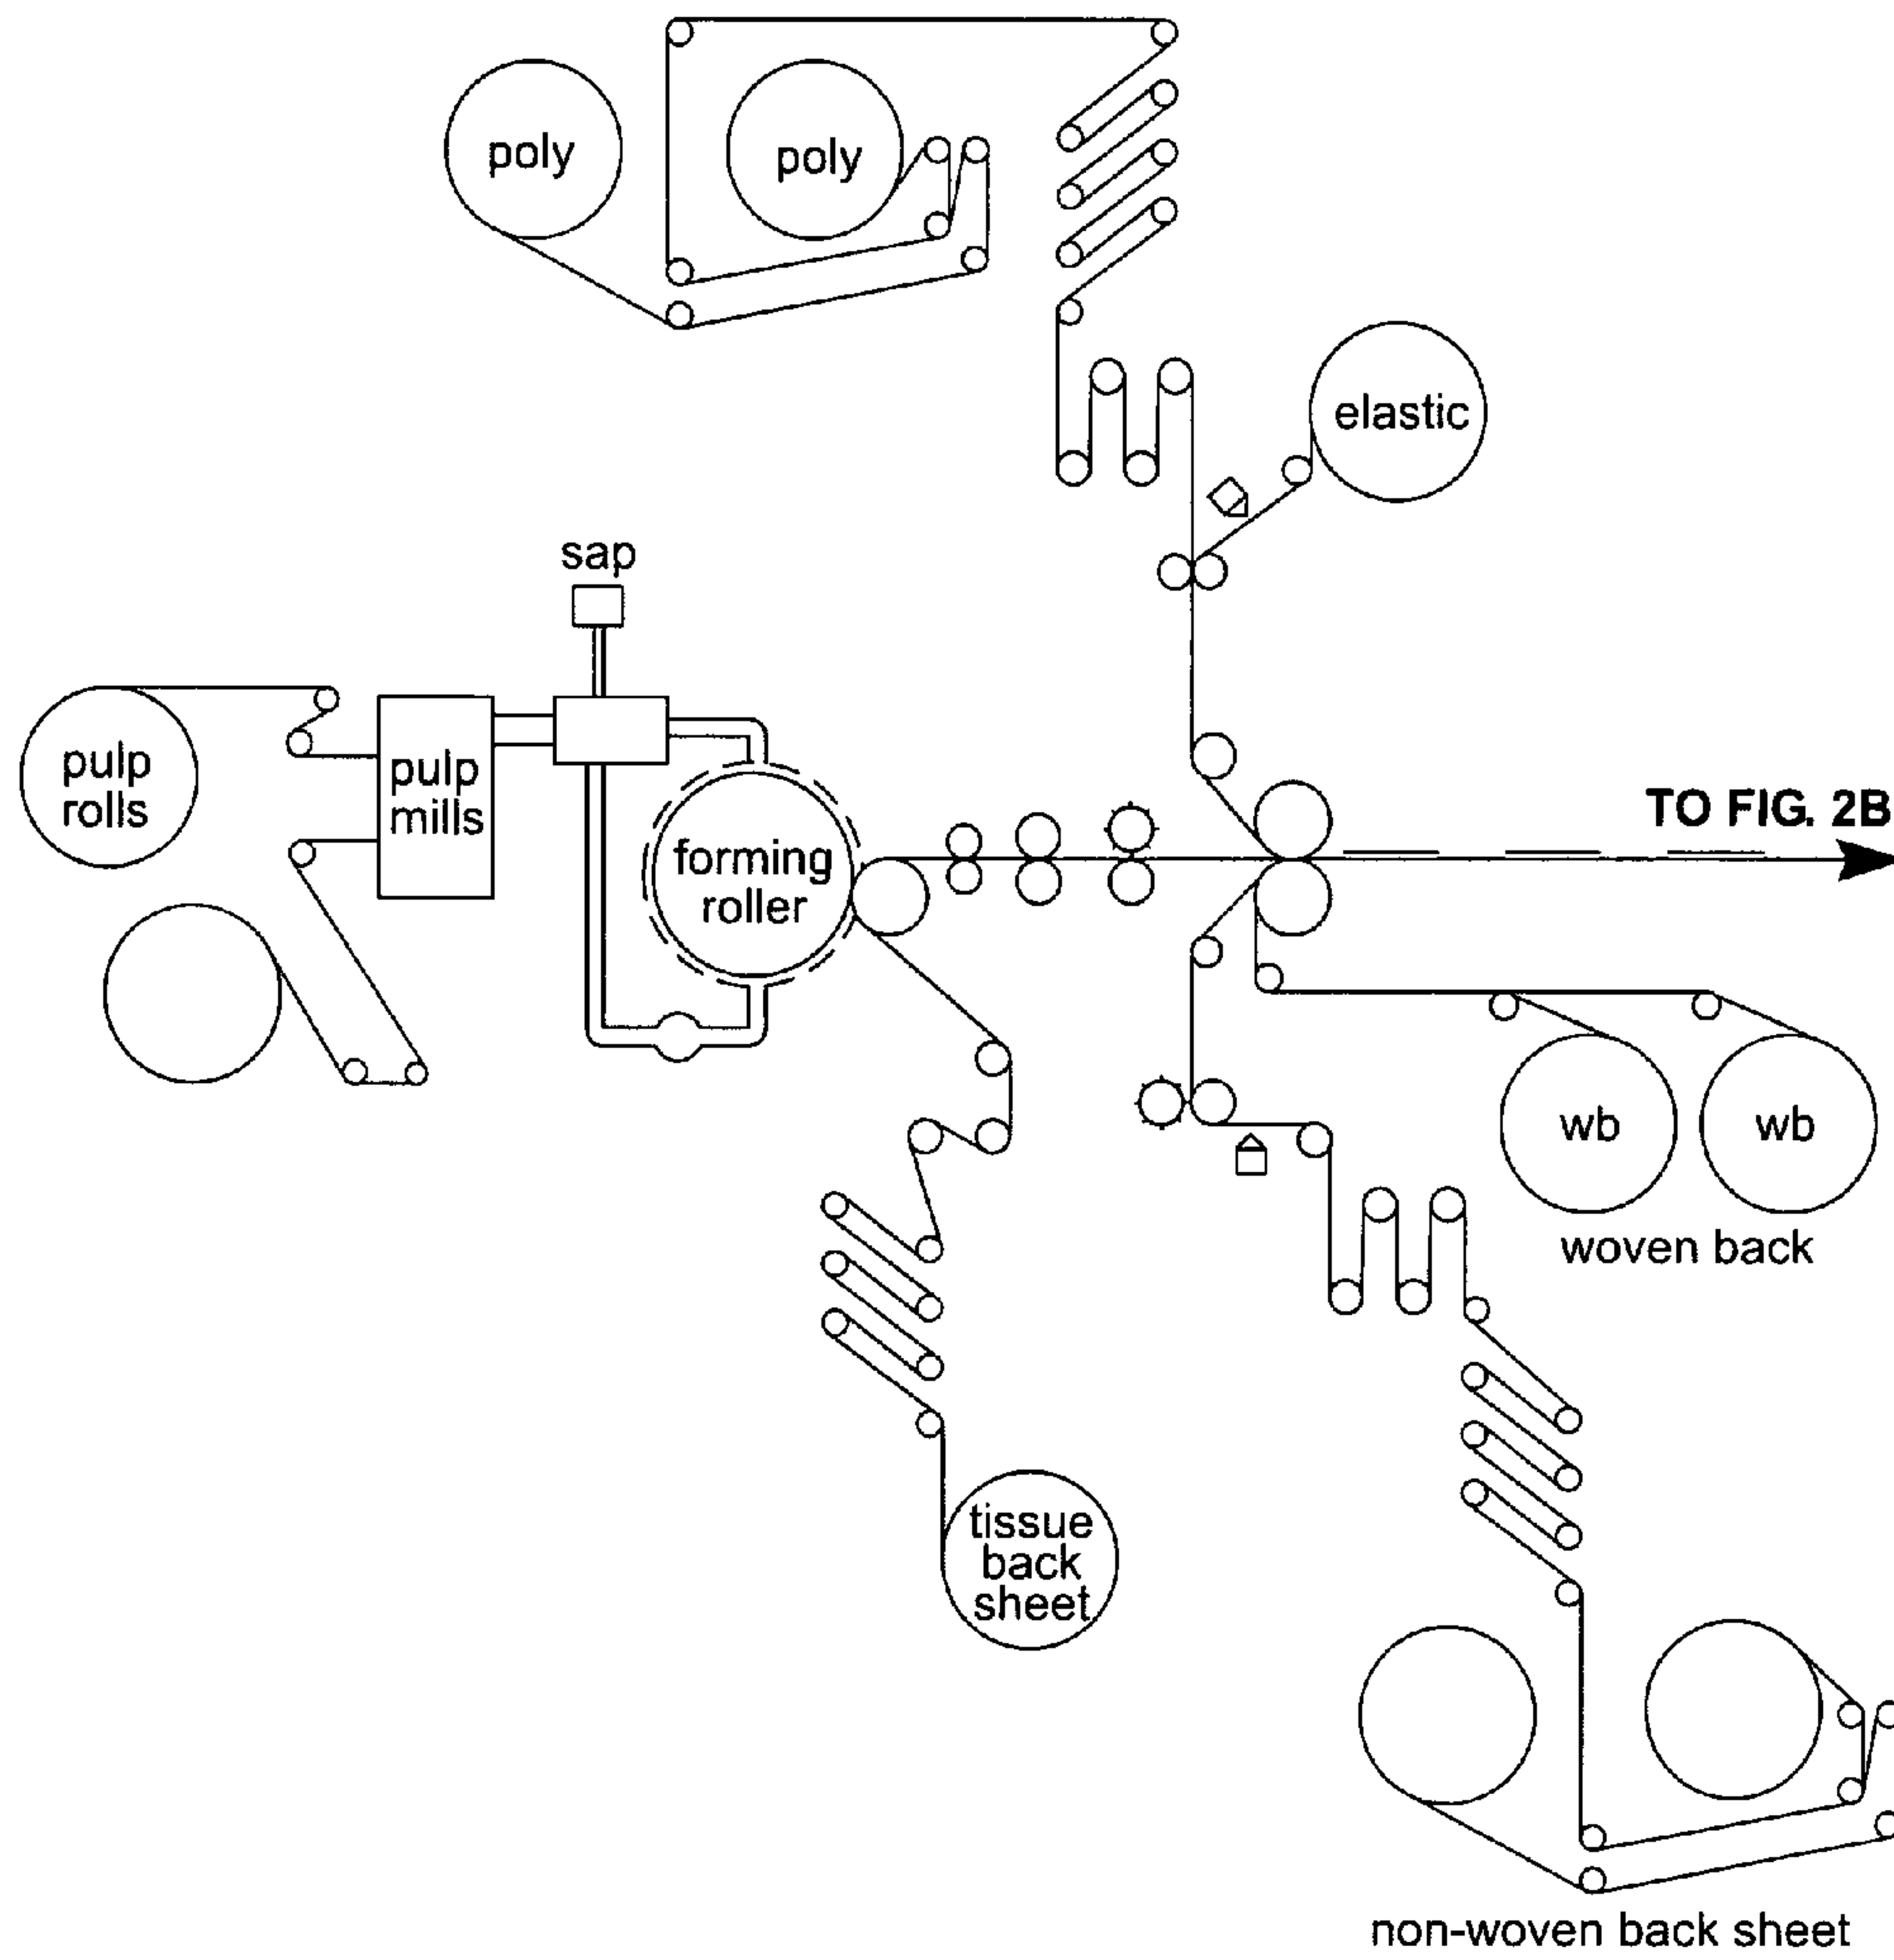 poly
poly
elastic
sap
pulp
rolls
pulp
mills
forming
roller
TO FIG. 2B
wb
wb
woven back
tissue
back
sheet
non-woven back sheet